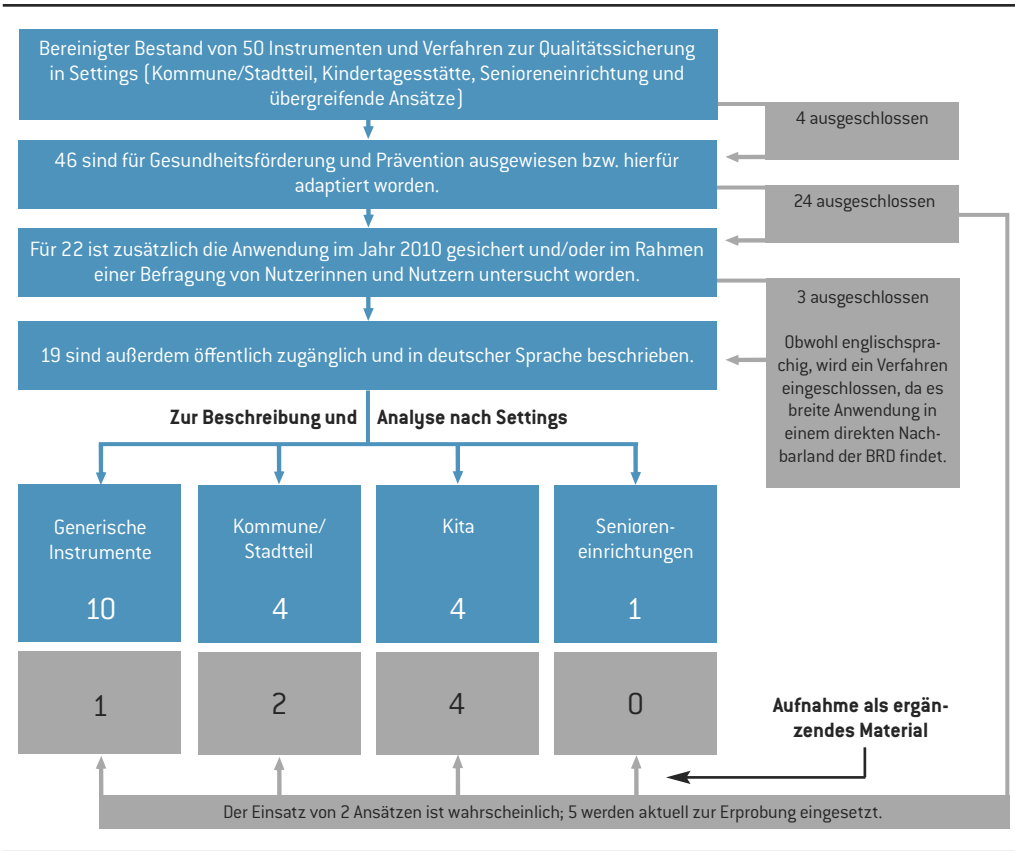 Bereinigter Bestand von 50 Instrumenten und Verfahren zur Qualitätssicherung
in Settings (Kommune/Stadtteil, Kindertagesstätte, Senioreneinrichtung und
übergreifende Ansätze)
4 ausgeschlossen
46 sind für Gesundheitsförderung und Prävention ausgewiesen bzw. hierfür
adaptiert worden.
24 ausgeschlossen
Für 22 ist zusätzlich die Anwendung im Jahr 2010 gesichert und/oder im Rahmen
einer Befragung von Nutzerinnen und Nutzern untersucht worden.
3 ausgeschlossen
Obwohl englischspra-
chig, wird ein Verfahren
eingeschlossen, da es
breite Anwendung in
einem direkten Nach-
barland der BRD findet.
19 sind außerdem öffentlich zugänglich und in deutscher Sprache beschrieben.
Zur Beschreibung und Analyse nach Settings
Generische
Instrumente
10
Kommune/
Stadtteil
4
Kita
4
Senioren-
einrichtungen
1
1
2
4
0
Aufnahme als ergän-
zendes Material
Der Einsatz von 2 Ansätzen ist wahrscheinlich; 5 werden aktuell zur Erprobung eingesetzt.